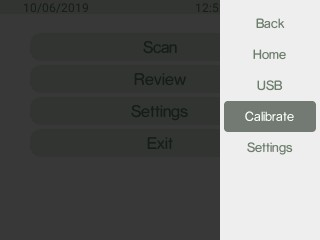 10/06/2019
Scan
Review
Settings
Exit
Back
Home
USB
Calibrate
Settings